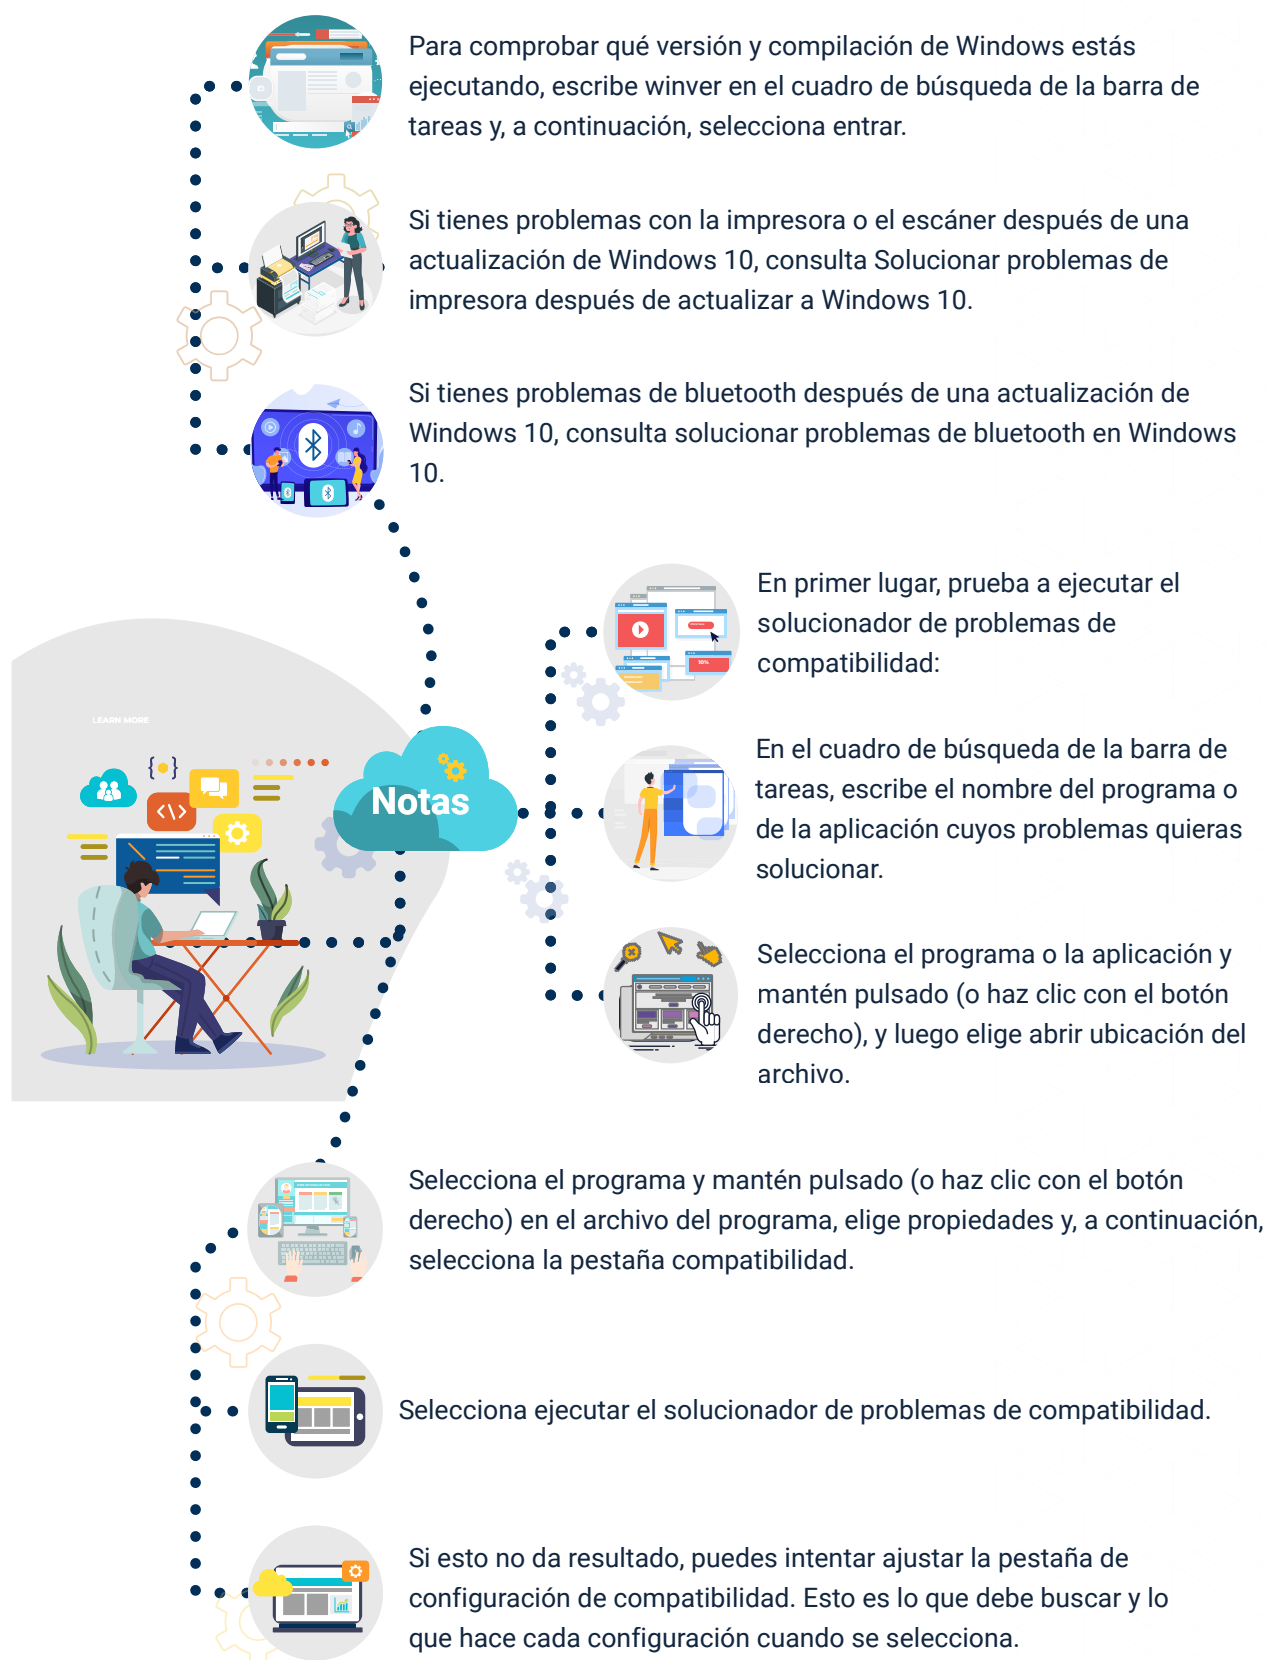 Para comprobar qué versión y compilación de Windows estás
ejecutando, escribe winver en el cuadro de búsqueda de la barra de
tareas y, a continuación, selecciona entrar.
Si tienes problemas con la impresora o el escáner después de una
actualización de Windows 10, consulta Solucionar problemas de
impresora después de actualizar a Windows 10.
Si tienes problemas de bluetooth después de una actualización de
Windows 10, consulta solucionar problemas de bluetooth en Windows
10.
En primer lugar, prueba a ejecutar el
solucionador de problemas de
compatibilidad:
10%
LEARN MORE
Notas
En el cuadro de búsqueda de la barra de
tareas, escribe el nombre del programa o
de la aplicación cuyos problemas quieras
solucionar.
Selecciona el programa o la aplicación y
mantén pulsado (o haz clic con el botón
derecho), y luego elige abrir ubicación del
archivo.
Selecciona el programa y mantén pulsado (o haz clic con el botón
derecho) en el archivo del programa, elige propiedades y, a continuación,
selecciona la pestaña compatibilidad.
Selecciona ejecutar el solucionador de problemas de compatibilidad.
Si esto no da resultado, puedes intentar ajustar la pestaña de
configuración de compatibilidad. Esto es lo que debe buscar y lo
que hace cada configuración cuando se selecciona.